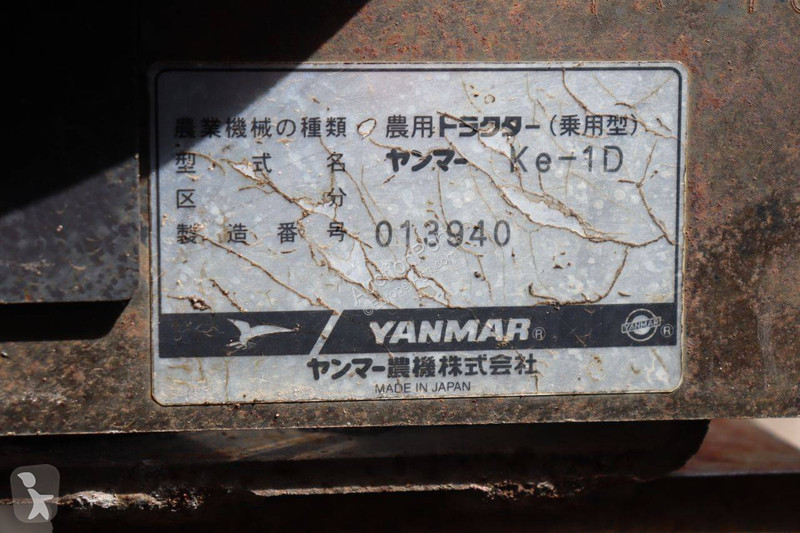 農業機械の種類 農用トラクター(乗用型)
型式名 ヤンマー Ke-1D
区分
製造番号 013940
YANMAR®
YANMAR ®
ヤンマー農機株式会社
MADE IN JAPAN